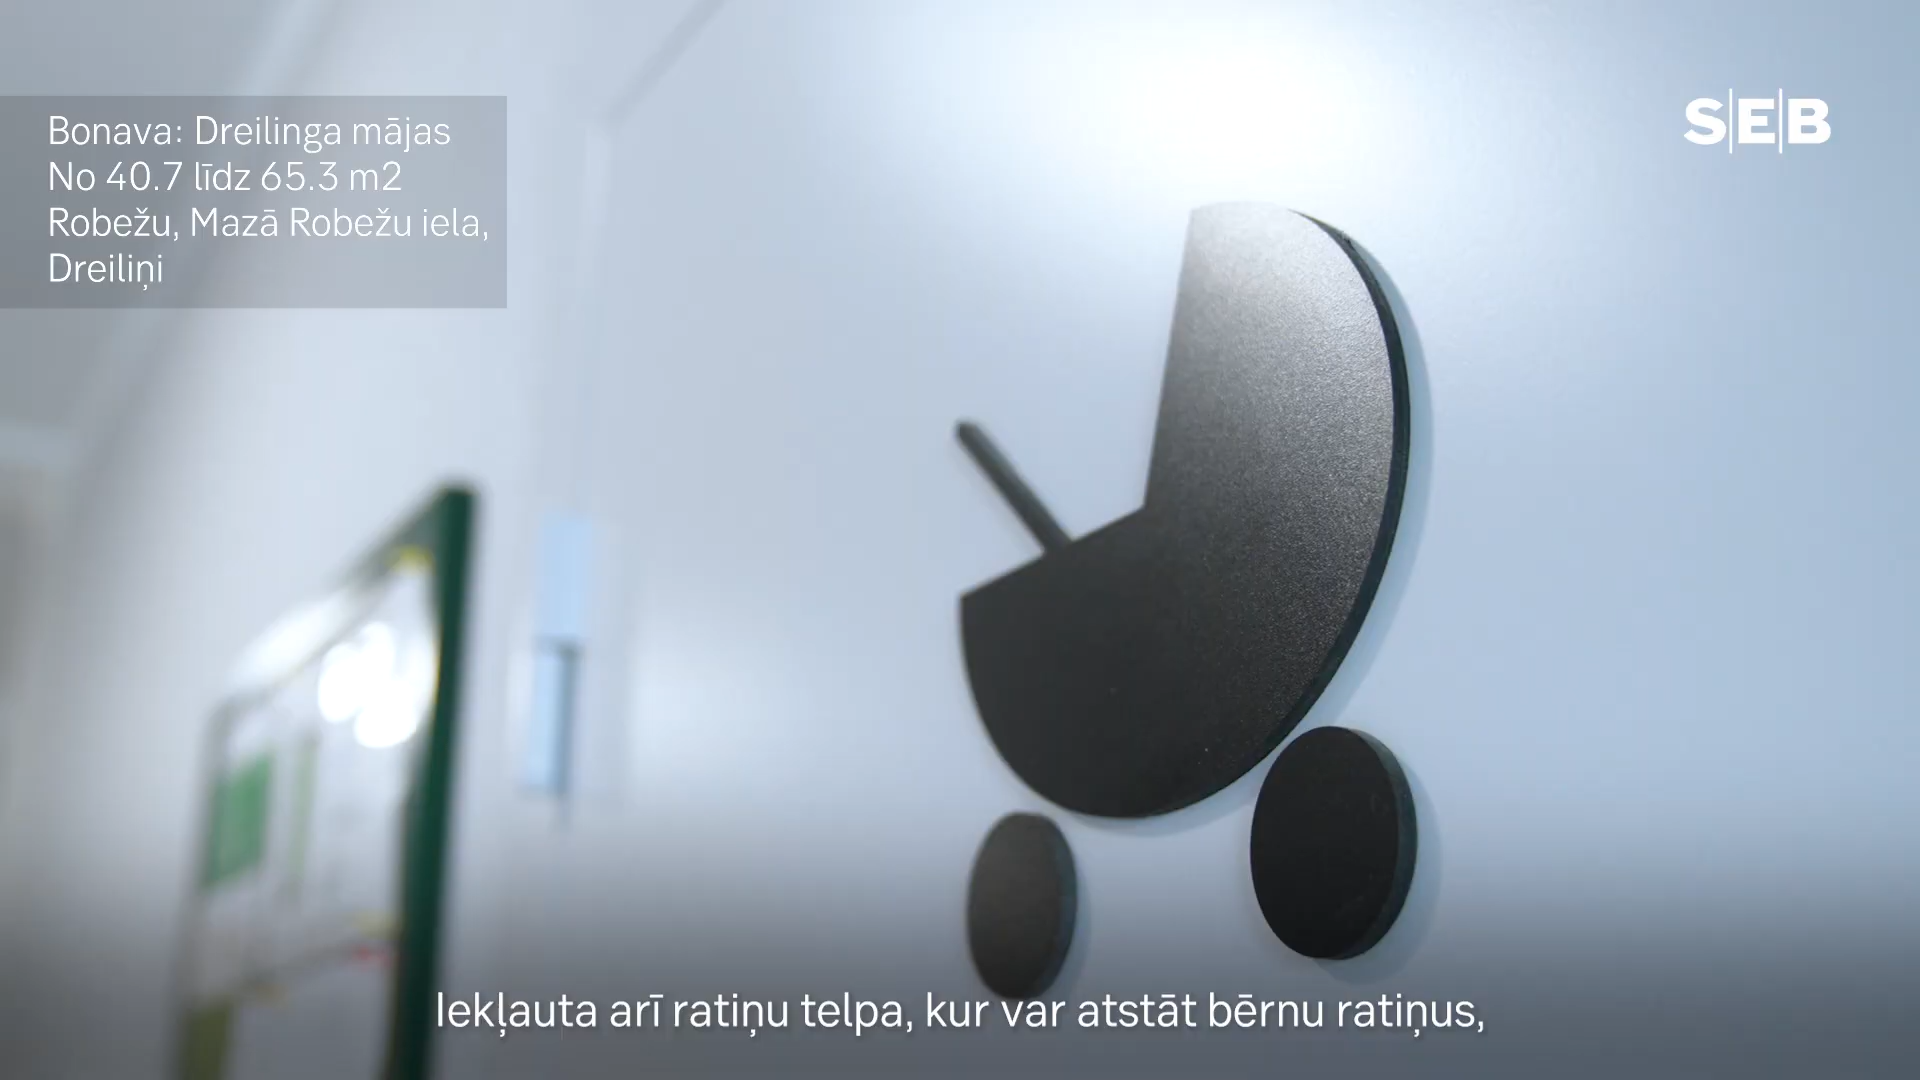 Bonava: Dreilinga mājas
No 40.7 līdz 65.3 m2
Robežu, Mazā Robežu iela,
Dreiliņi
SEB
Iekļauta arī ratiņu telpa, kur var atstāt bērnu ratiņus,